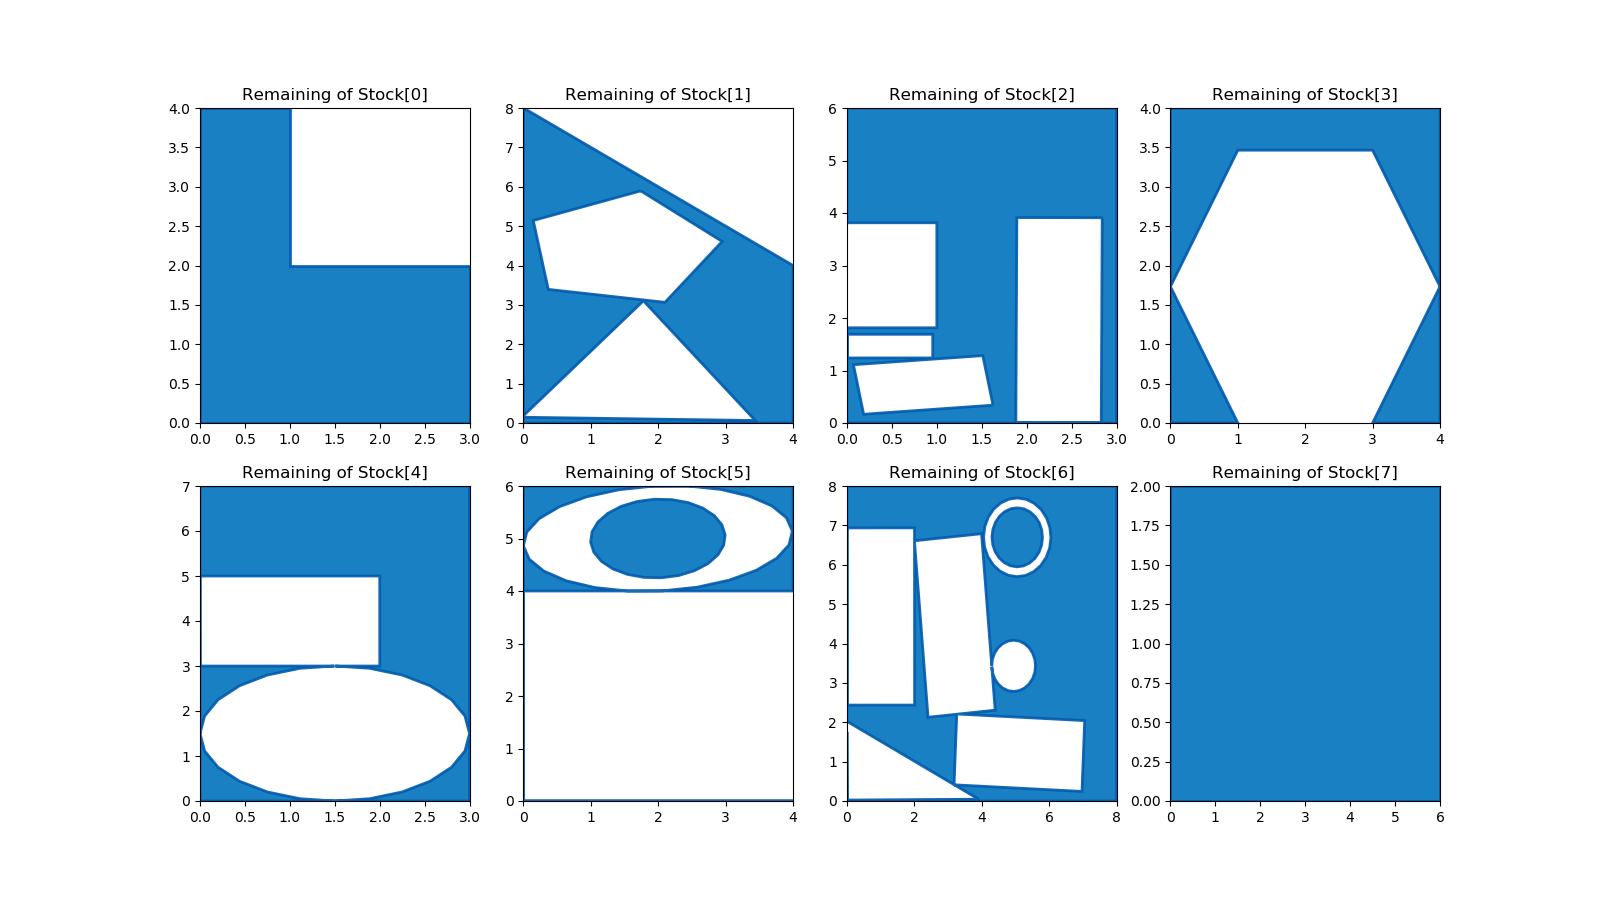 Remaining of Stock[0] Remaining of Stock[1] Remaining of Stock[2] Remaining of Stock[3]
4.0 8 6 4.0
3.5 7 5 3.5
3.0 6 4 3.0
2.5 5 3 2.5
2.0 4 2 2.0
1.5 3 1 1.5
1.0 2 0 1.0
0.5 1 0.5
0.0 0 0.0
0.0 0.5 1.0 1.5 2.0 2.5 3.0 0 1 2 3 4 0.0 0.5 1.0 1.5 2.0 2.5 3.0 0 1 2 3 4
Remaining of Stock[4] Remaining of Stock[5] Remaining of Stock[6] Remaining of Stock[7]
7 6 8 2.00
6 5 7 1.75
5 4 6 1.50
4 3 5 1.25
3 2 4 1.00
2 1 3 0.75
1 0 2 0.50
0 1 0.25
0 0.00
0.0 0.5 1.0 1.5 2.0 2.5 3.0 0 1 2 3 4 0 2 4 6 8 0 1 2 3 4 5 6